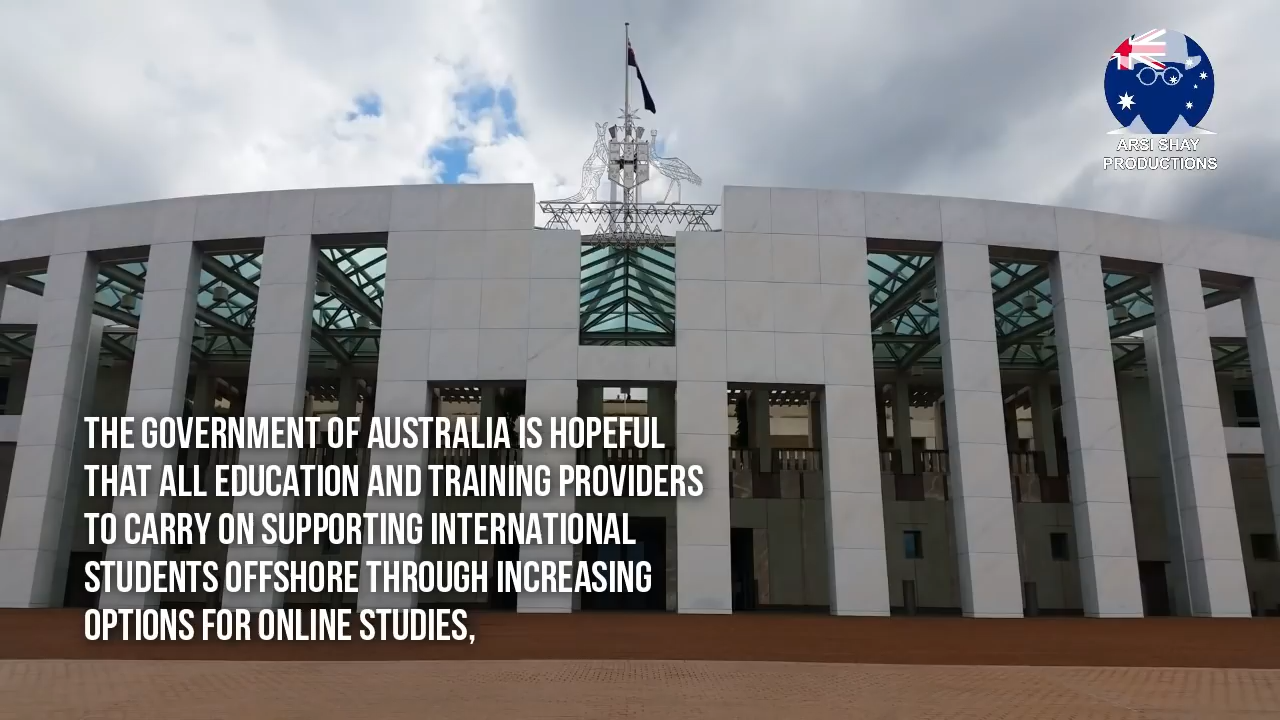 ARSI SHAY
PRODUCTIONS
THE GOVERNMENT OF AUSTRALIA IS HOPEFUL
THAT ALL EDUCATION AND TRAINING PROVIDERS
TO CARRY ON SUPPORTING INTERNATIONAL
STUDENTS OFFSHORE THROUGH INCREASING
OPTIONS FOR ONLINE STUDIES,